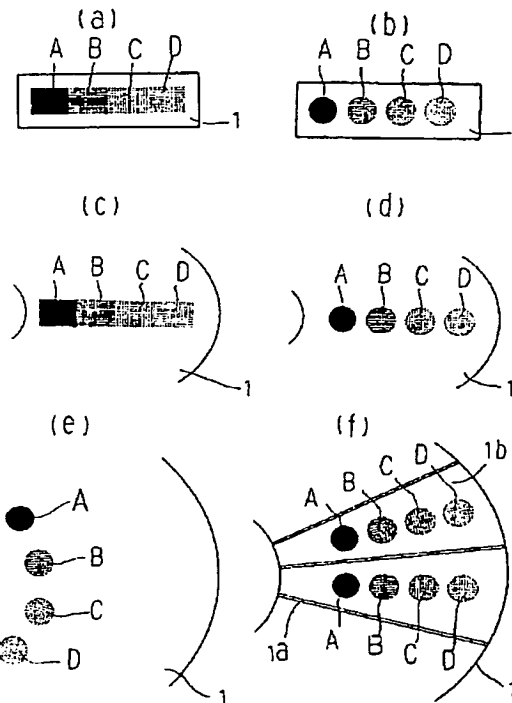 (a)
A B C D
1
(b)
A B C D
(c)
A B C D
1
(d)
A B C D
1
(e)
A
B
C
D
1
(f)
A B C D 1b
1a A B C D 1